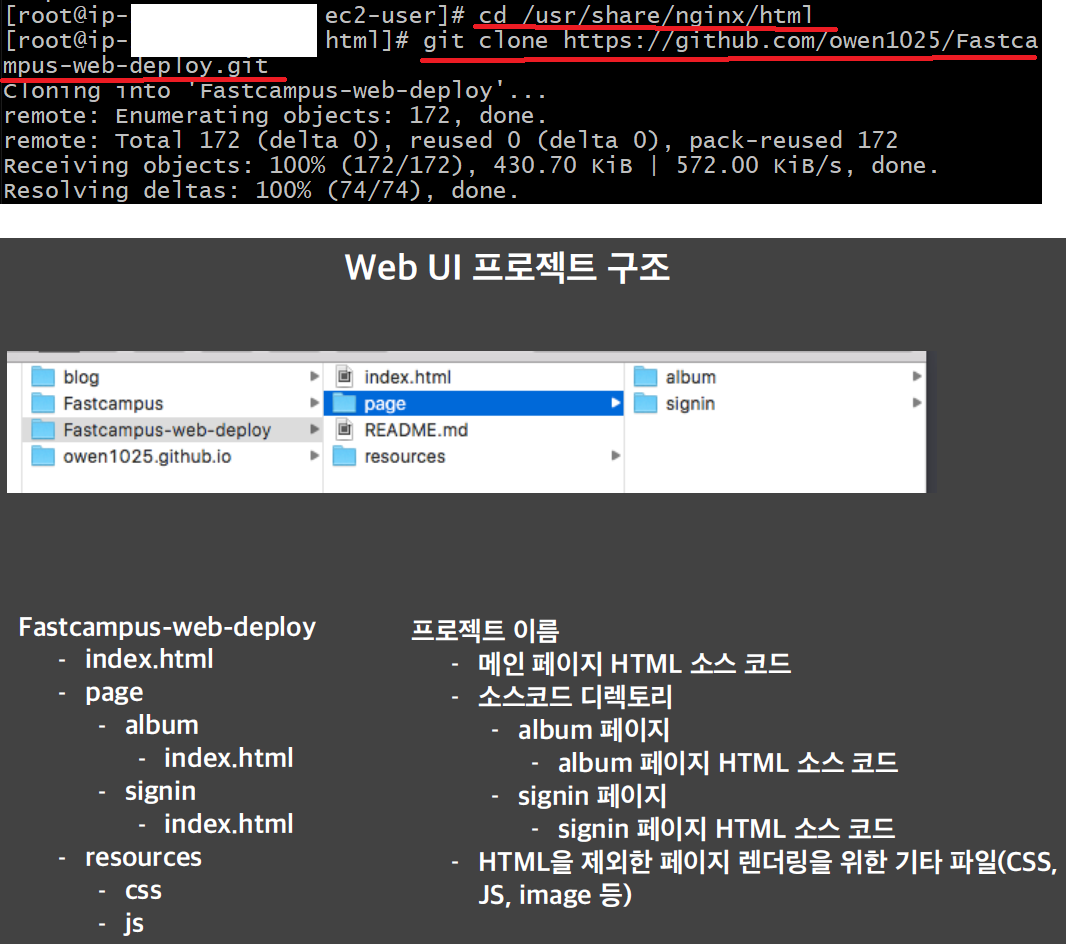 [root@ip- ec2-user]# cd /usr/share/nginx/html
[root@ip- html]# git clone https://github.com/owen1025/Fastca
mpus-web-deploy.git
Cloning into 'Fastcampus-web-deploy'...
remote: Enumerating objects: 172, done.
remote: Total 172 (delta 0), reused 0 (delta 0), pack-reused 172
Receiving objects: 100% (172/172), 430.70 KiB | 572.00 KiB/s, done.
Resolving deltas: 100% (74/74), done.
Web UI 프로젝트 구조
blog
Fastcampus
Fastcampus-web-deploy
owen1025.github.io
index.html
page
README.md
resources
album
signin
Fastcampus-web-deploy
- index.html
- page
- album
- index.html
- signin
- index.html
- resources
- css
- js
프로젝트 이름
- 메인 페이지 HTML 소스 코드
- 소스코드 디렉토리
- album 페이지
- album 페이지 HTML 소스 코드
- signin 페이지
- signin 페이지 HTML 소스 코드
- HTML을 제외한 페이지 렌더링을 위한 기타 파일(CSS,
JS, image 등)